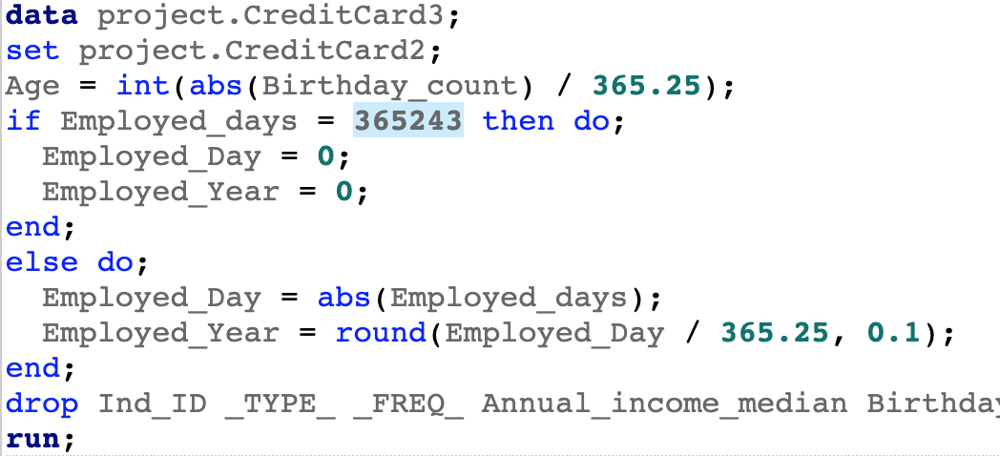 data project.CreditCard3;
set project.CreditCard2;
Age = int(abs(Birthday_count) / 365.25);
if Employed_days = 365243 then do;
  Employed_Day = 0;
  Employed_Year = 0;
end;
else do;
  Employed_Day = abs(Employed_days);
  Employed_Year = round(Employed_Day / 365.25, 0.1);
end;
drop Ind_ID _TYPE_ _FREQ_ Annual_income_median
run;